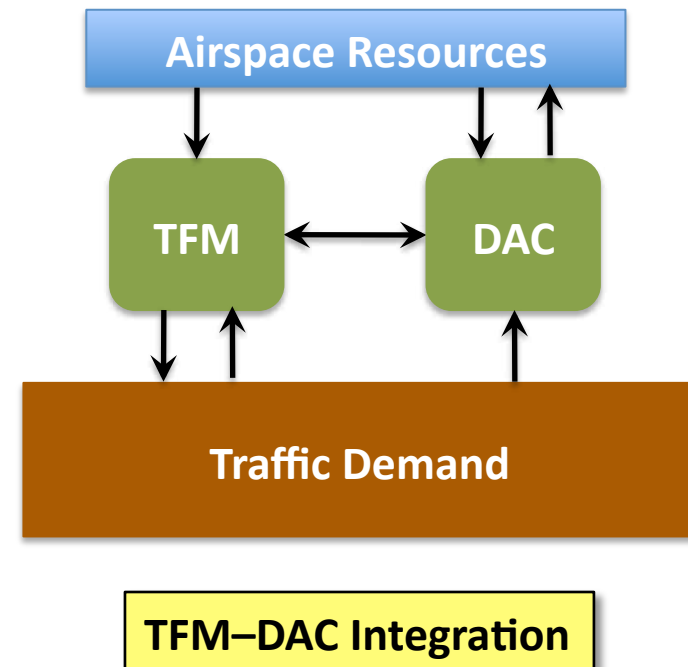 Airspace Resources
TFM
DAC
Traffic Demand
TFM–DAC Integration